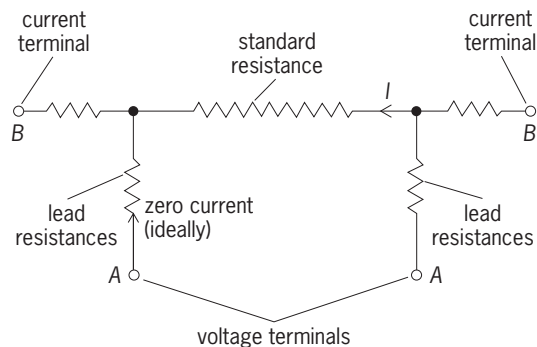 current
terminal
standard
resistance
current
terminal
I
B
B
lead
resistances
zero current
(ideally)
lead
resistances
A
A
voltage terminals